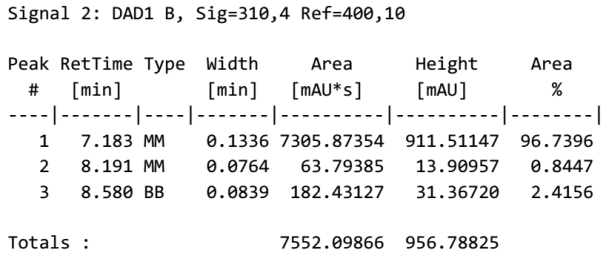 Signal 2: DAD1 B, Sig=310,4 Ref=400,10
Peak RetTime Type  Width     Area      Height     Area
  #   [min]        [min]   [mAU*s]     [mAU]        %
----|-------|----|-------|----------|----------|--------|
   1   7.183 MM    0.1336 7305.87354  911.51147  96.7396
   2   8.191 MM    0.0764   63.79385   13.90957   0.8447
   3   8.580 BB    0.0839  182.43127   31.36720   2.4156
Totals :                  7552.09866  956.78825